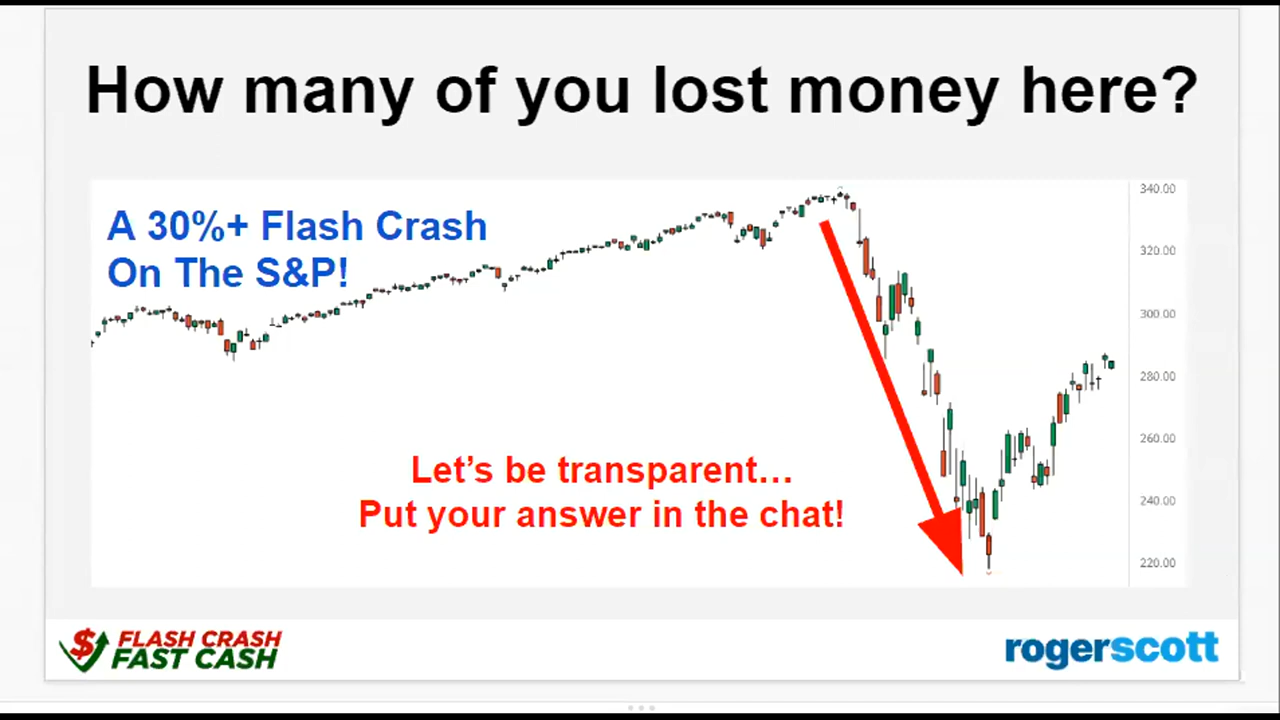 How many of you lost money here?
A 30%+ Flash Crash
On The S&P!
340.00
320.00
300.00
280.00
260.00
240.00
220.00
Let’s be transparent…
Put your answer in the chat!
$ FLASH CRASH
FAST CASH
rogerscott